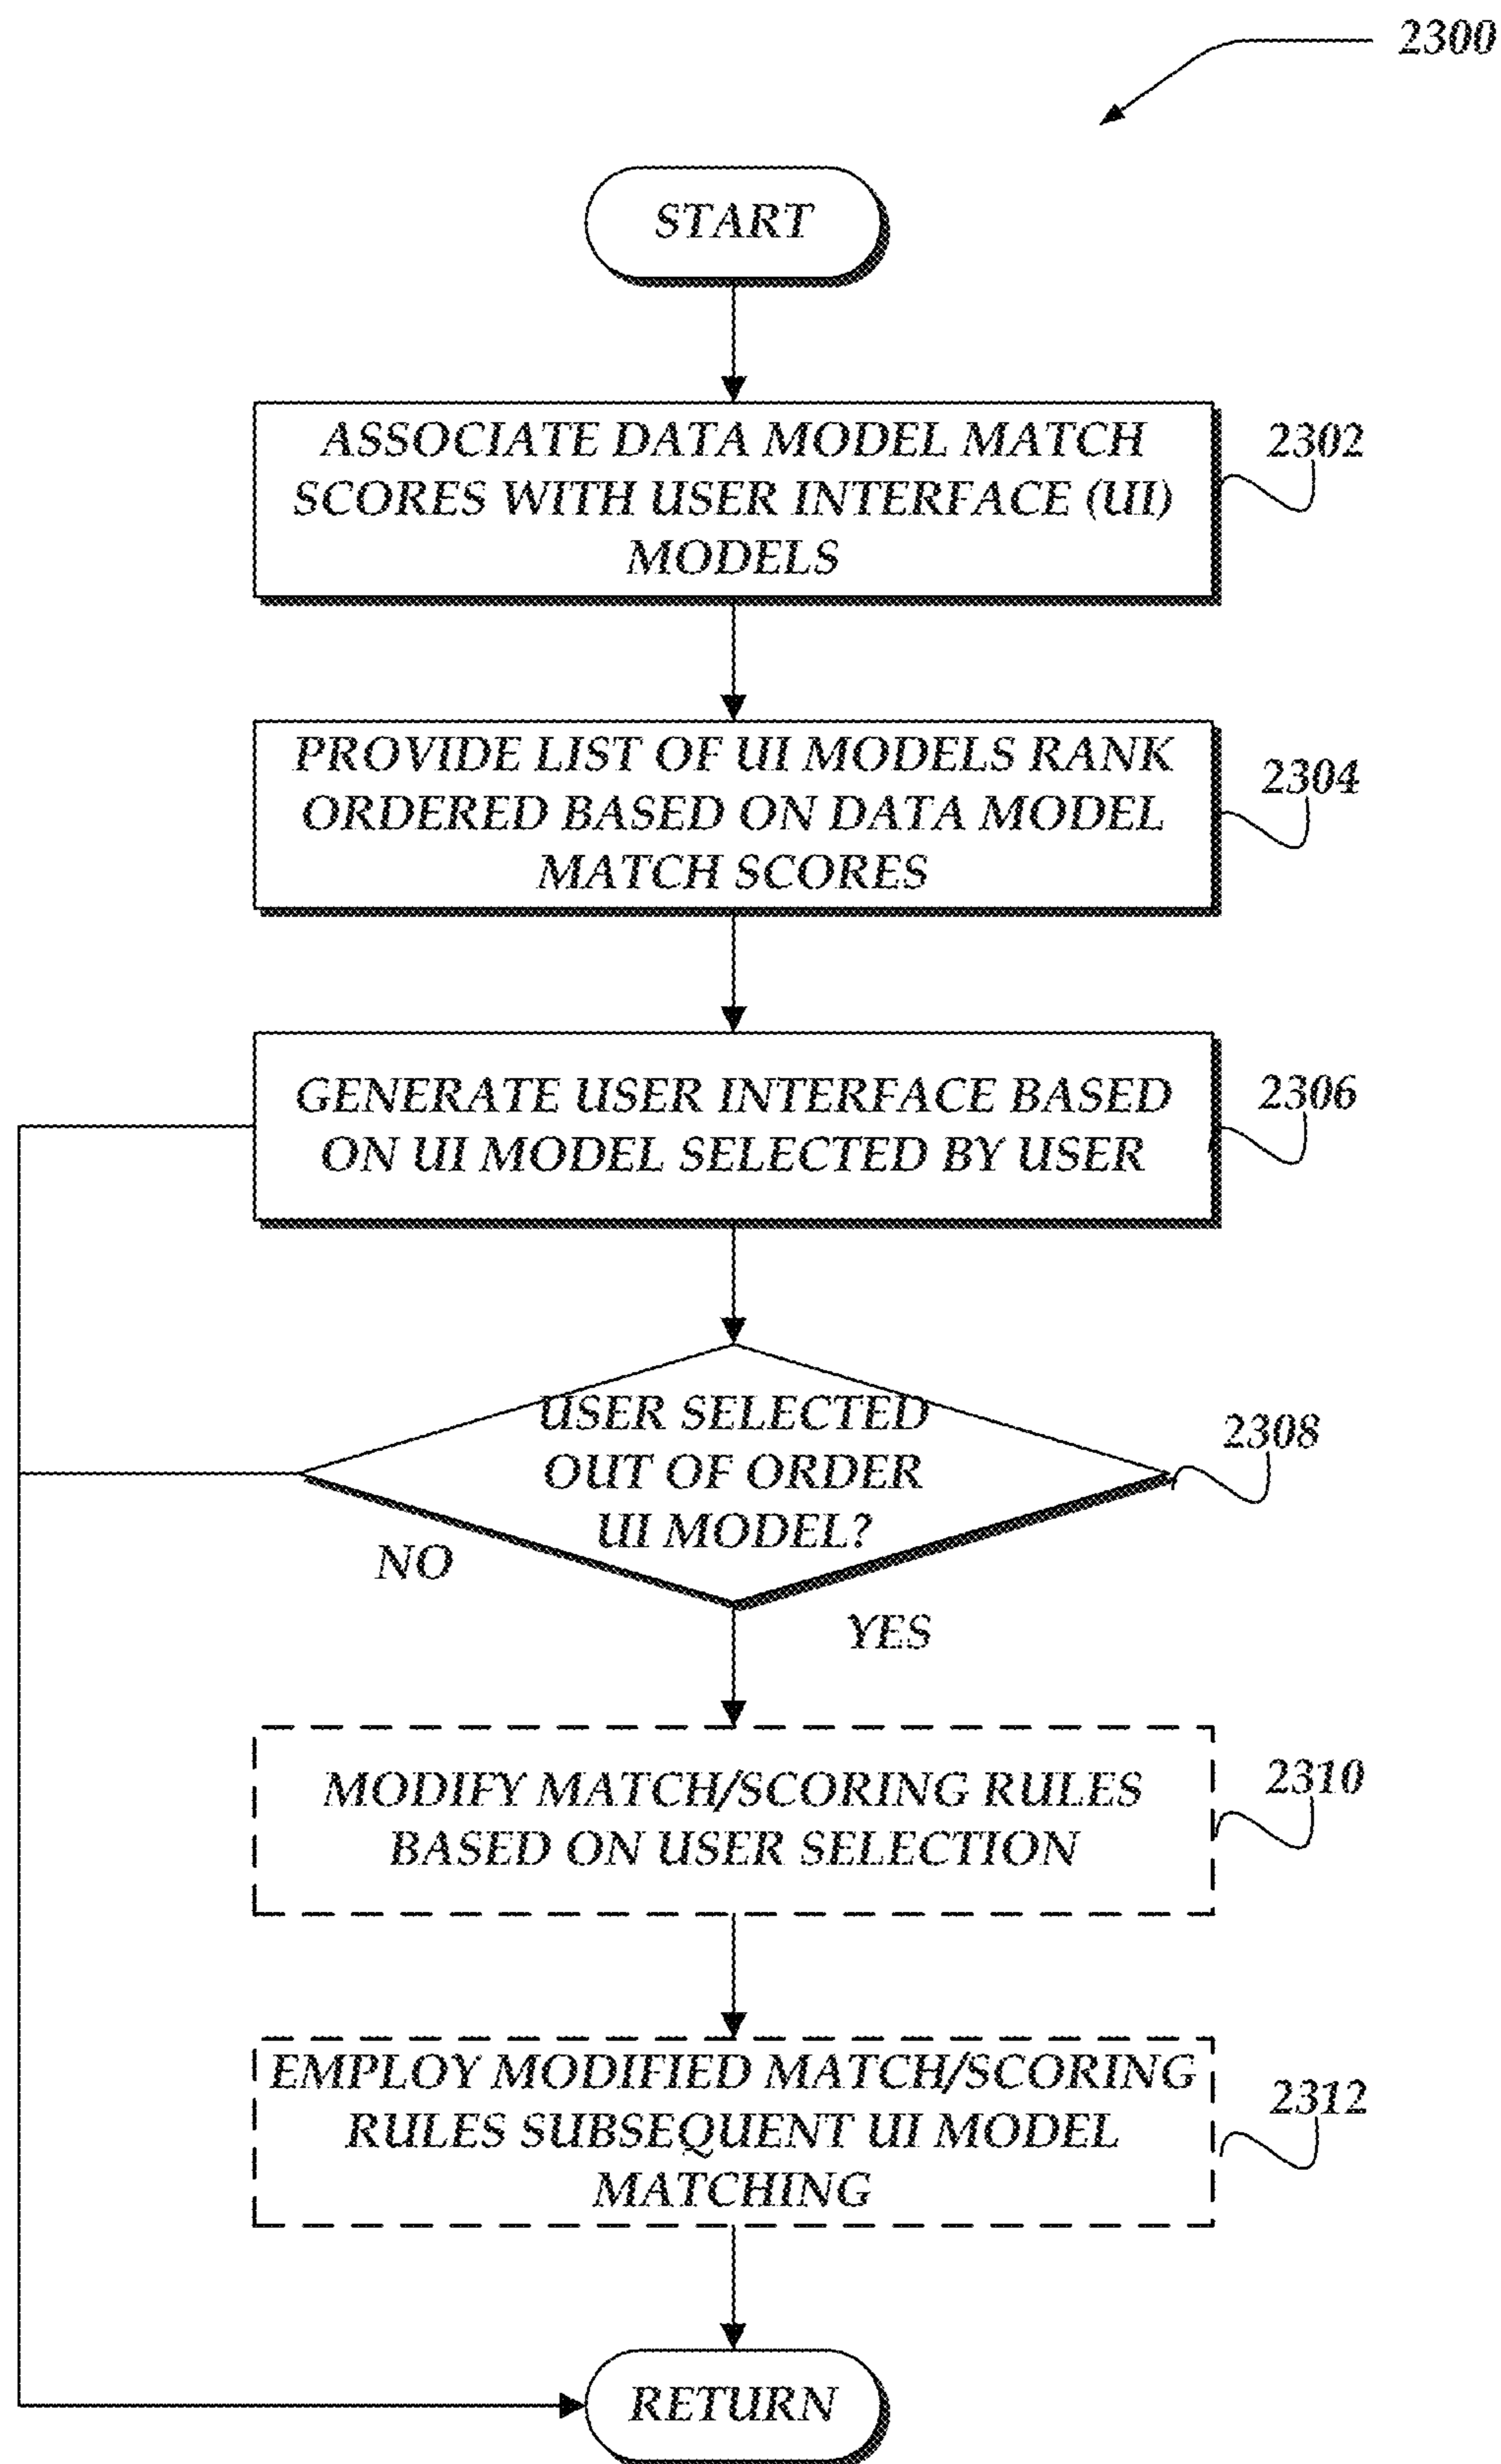 2300
START
ASSOCIATE DATA MODEL MATCH
SCORES WITH USER INTERFACE (UI)
MODELS
2302
PROVIDE LIST OF UI MODELS RANK
ORDERED BASED ON DATA MODEL
MATCH SCORES
2304
GENERATE USER INTERFACE BASED
ON UI MODEL SELECTED BY USER
2306
USER SELECTED
OUT OF ORDER
UI MODEL?
2308
NO
YES
MODIFY MATCH/SCORING RULES
BASED ON USER SELECTION
2310
EMPLOY MODIFIED MATCH/SCORING
RULES SUBSEQUENT UI MODEL
MATCHING
2312
RETURN